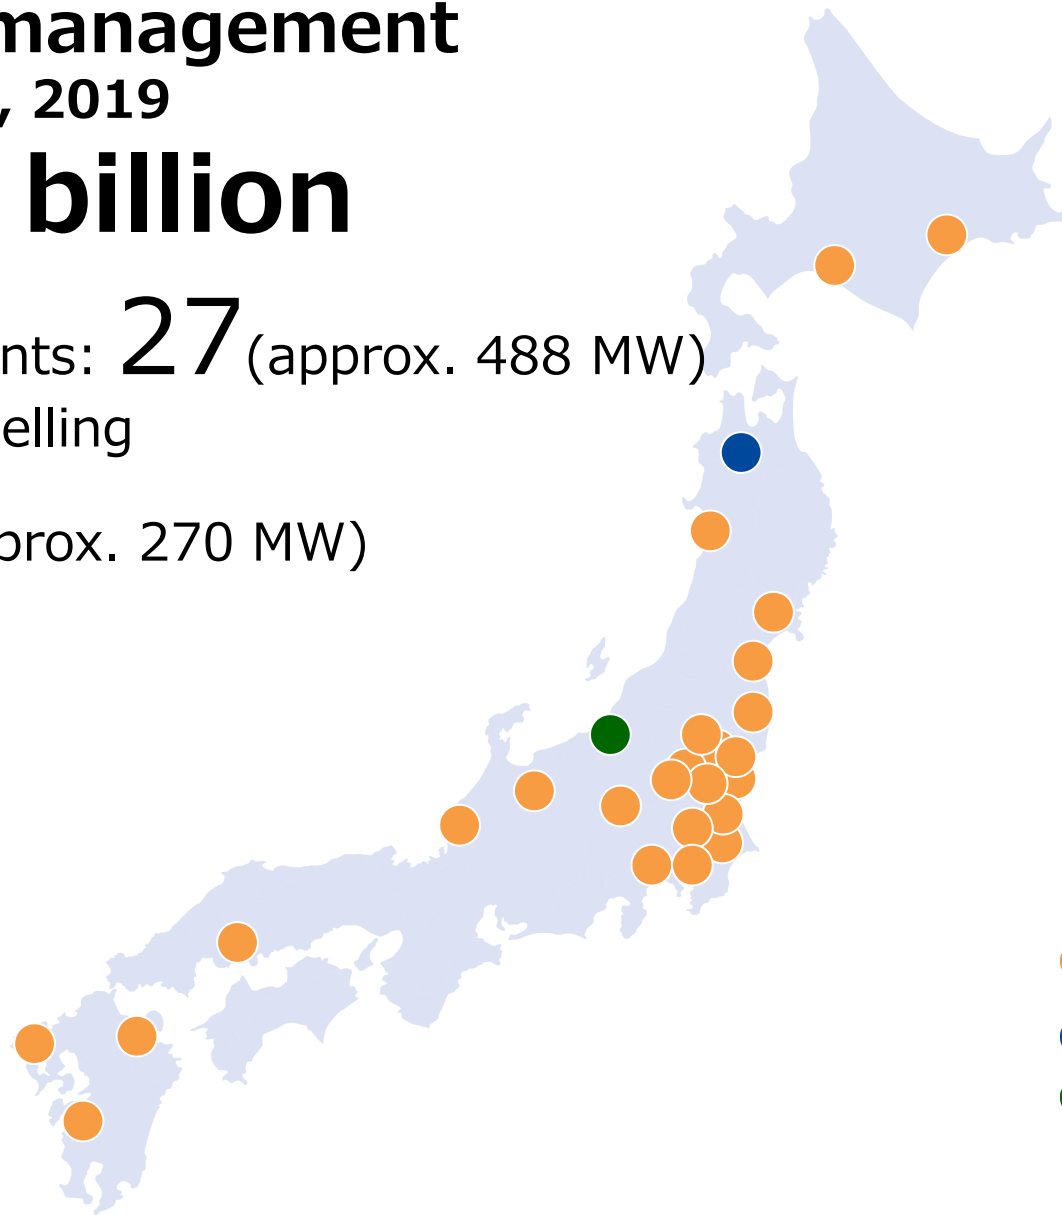 management
, 2019
billion
nts: 27 (approx. 488 MW)
elling
prox. 270 MW)